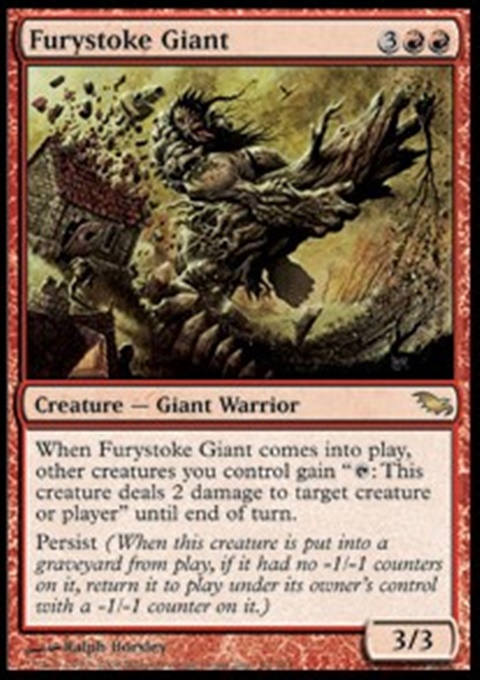 Furystoke Giant 3
Creature — Giant Warrior
When Furystoke Giant comes into play,
other creatures you control gain “ : This
creature deals 2 damage to target creature
or player” until end of turn.
Persist (When this creature is put into a
graveyard from play, if it had no -1/-1 counters
on it, return it to play under its owner's control
with a -1/-1 counter on it.)
Ralph Horsley
3/3